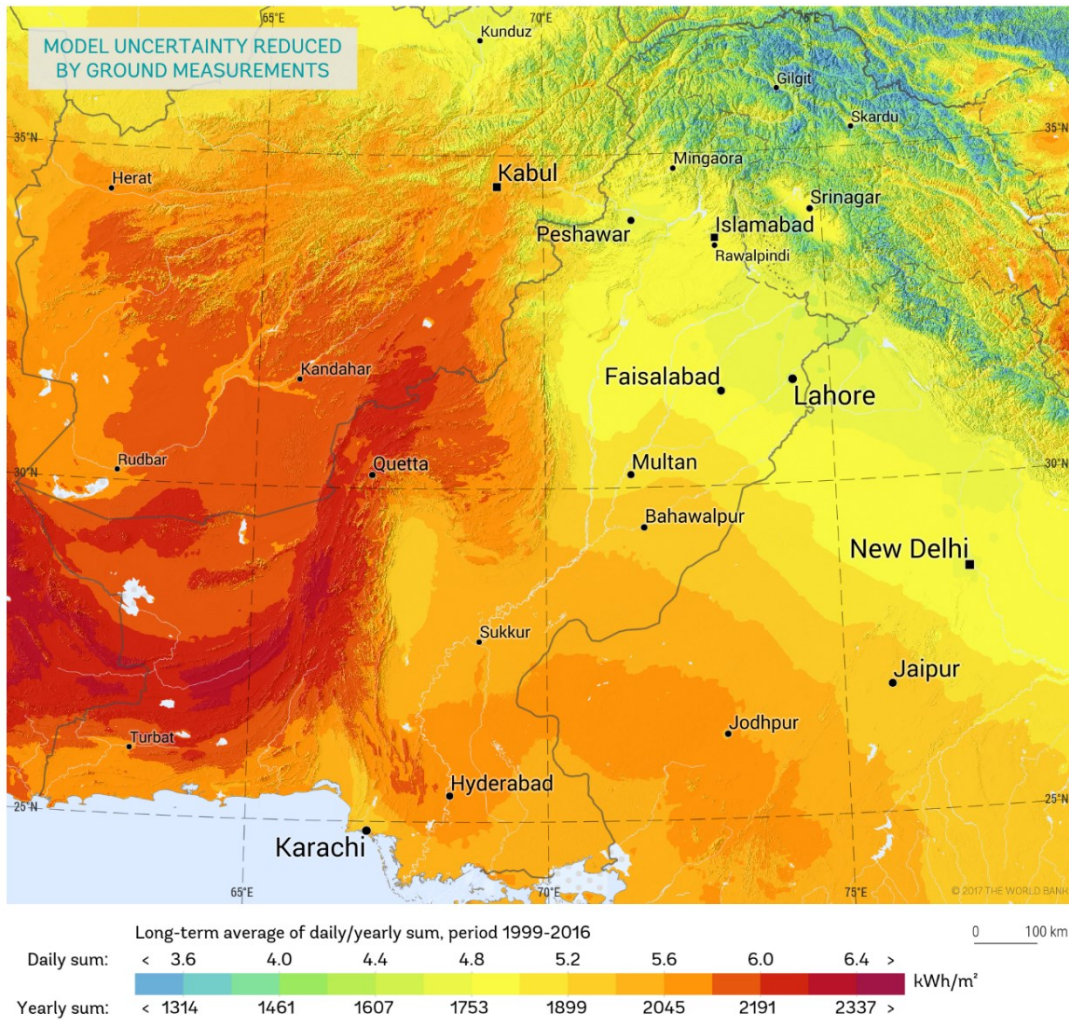 MODEL UNCERTAINTY REDUCED
BY GROUND MEASUREMENTS
65°E
70°E
75°E
Kunduz
Gilgit
Skardu
35°N
35°N
Mingaora
Herat
Kabul
Srinagar
Peshawar
Islamabad
Rawalpindi
Kandahar
Faisalabad
Lahore
Rudbar
Quetta
Multan
30°N
30°N
Bahawalpur
New Delhi
Sukkur
Jaipur
Turbat
Jodhpur
Hyderabad
25°N
25°N
Karachi
65°E
70°E
75°E
© 2017 THE WORLD BANK
Long-term average of daily/yearly sum, period 1999-2016
0 100 km
Daily sum: < 3.6 4.0 4.4 4.8 5.2 5.6 6.0 6.4 >
kWh/m²
Yearly sum: < 1314 1461 1607 1753 1899 2045 2191 2337 >